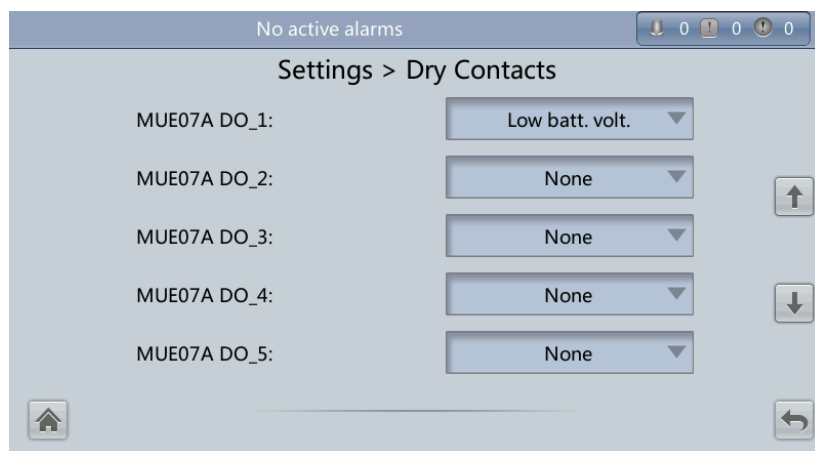 No active alarms 0 0 0
Settings > Dry Contacts
MUE07A DO_1: Low batt. volt.
MUE07A DO_2: None
MUE07A DO_3: None
MUE07A DO_4: None
MUE07A DO_5: None